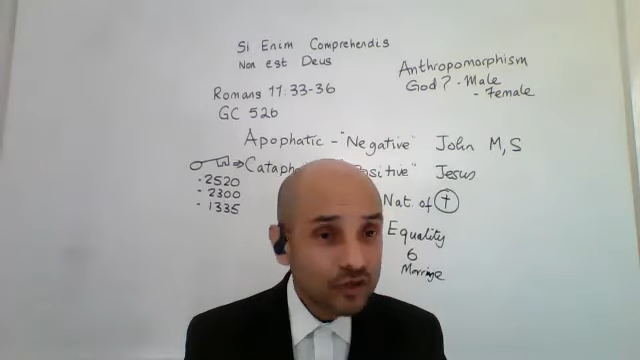 Si Enim Comprehendis
Non est Deus
Romans 11:33-36
GC 526
Anthropomorphism
God? - Male
- Female
Apophatic - "Negative" John M, S
Jesus
· 2520
· 2300
· 1335
Nat. of
Equality
6
Marriage